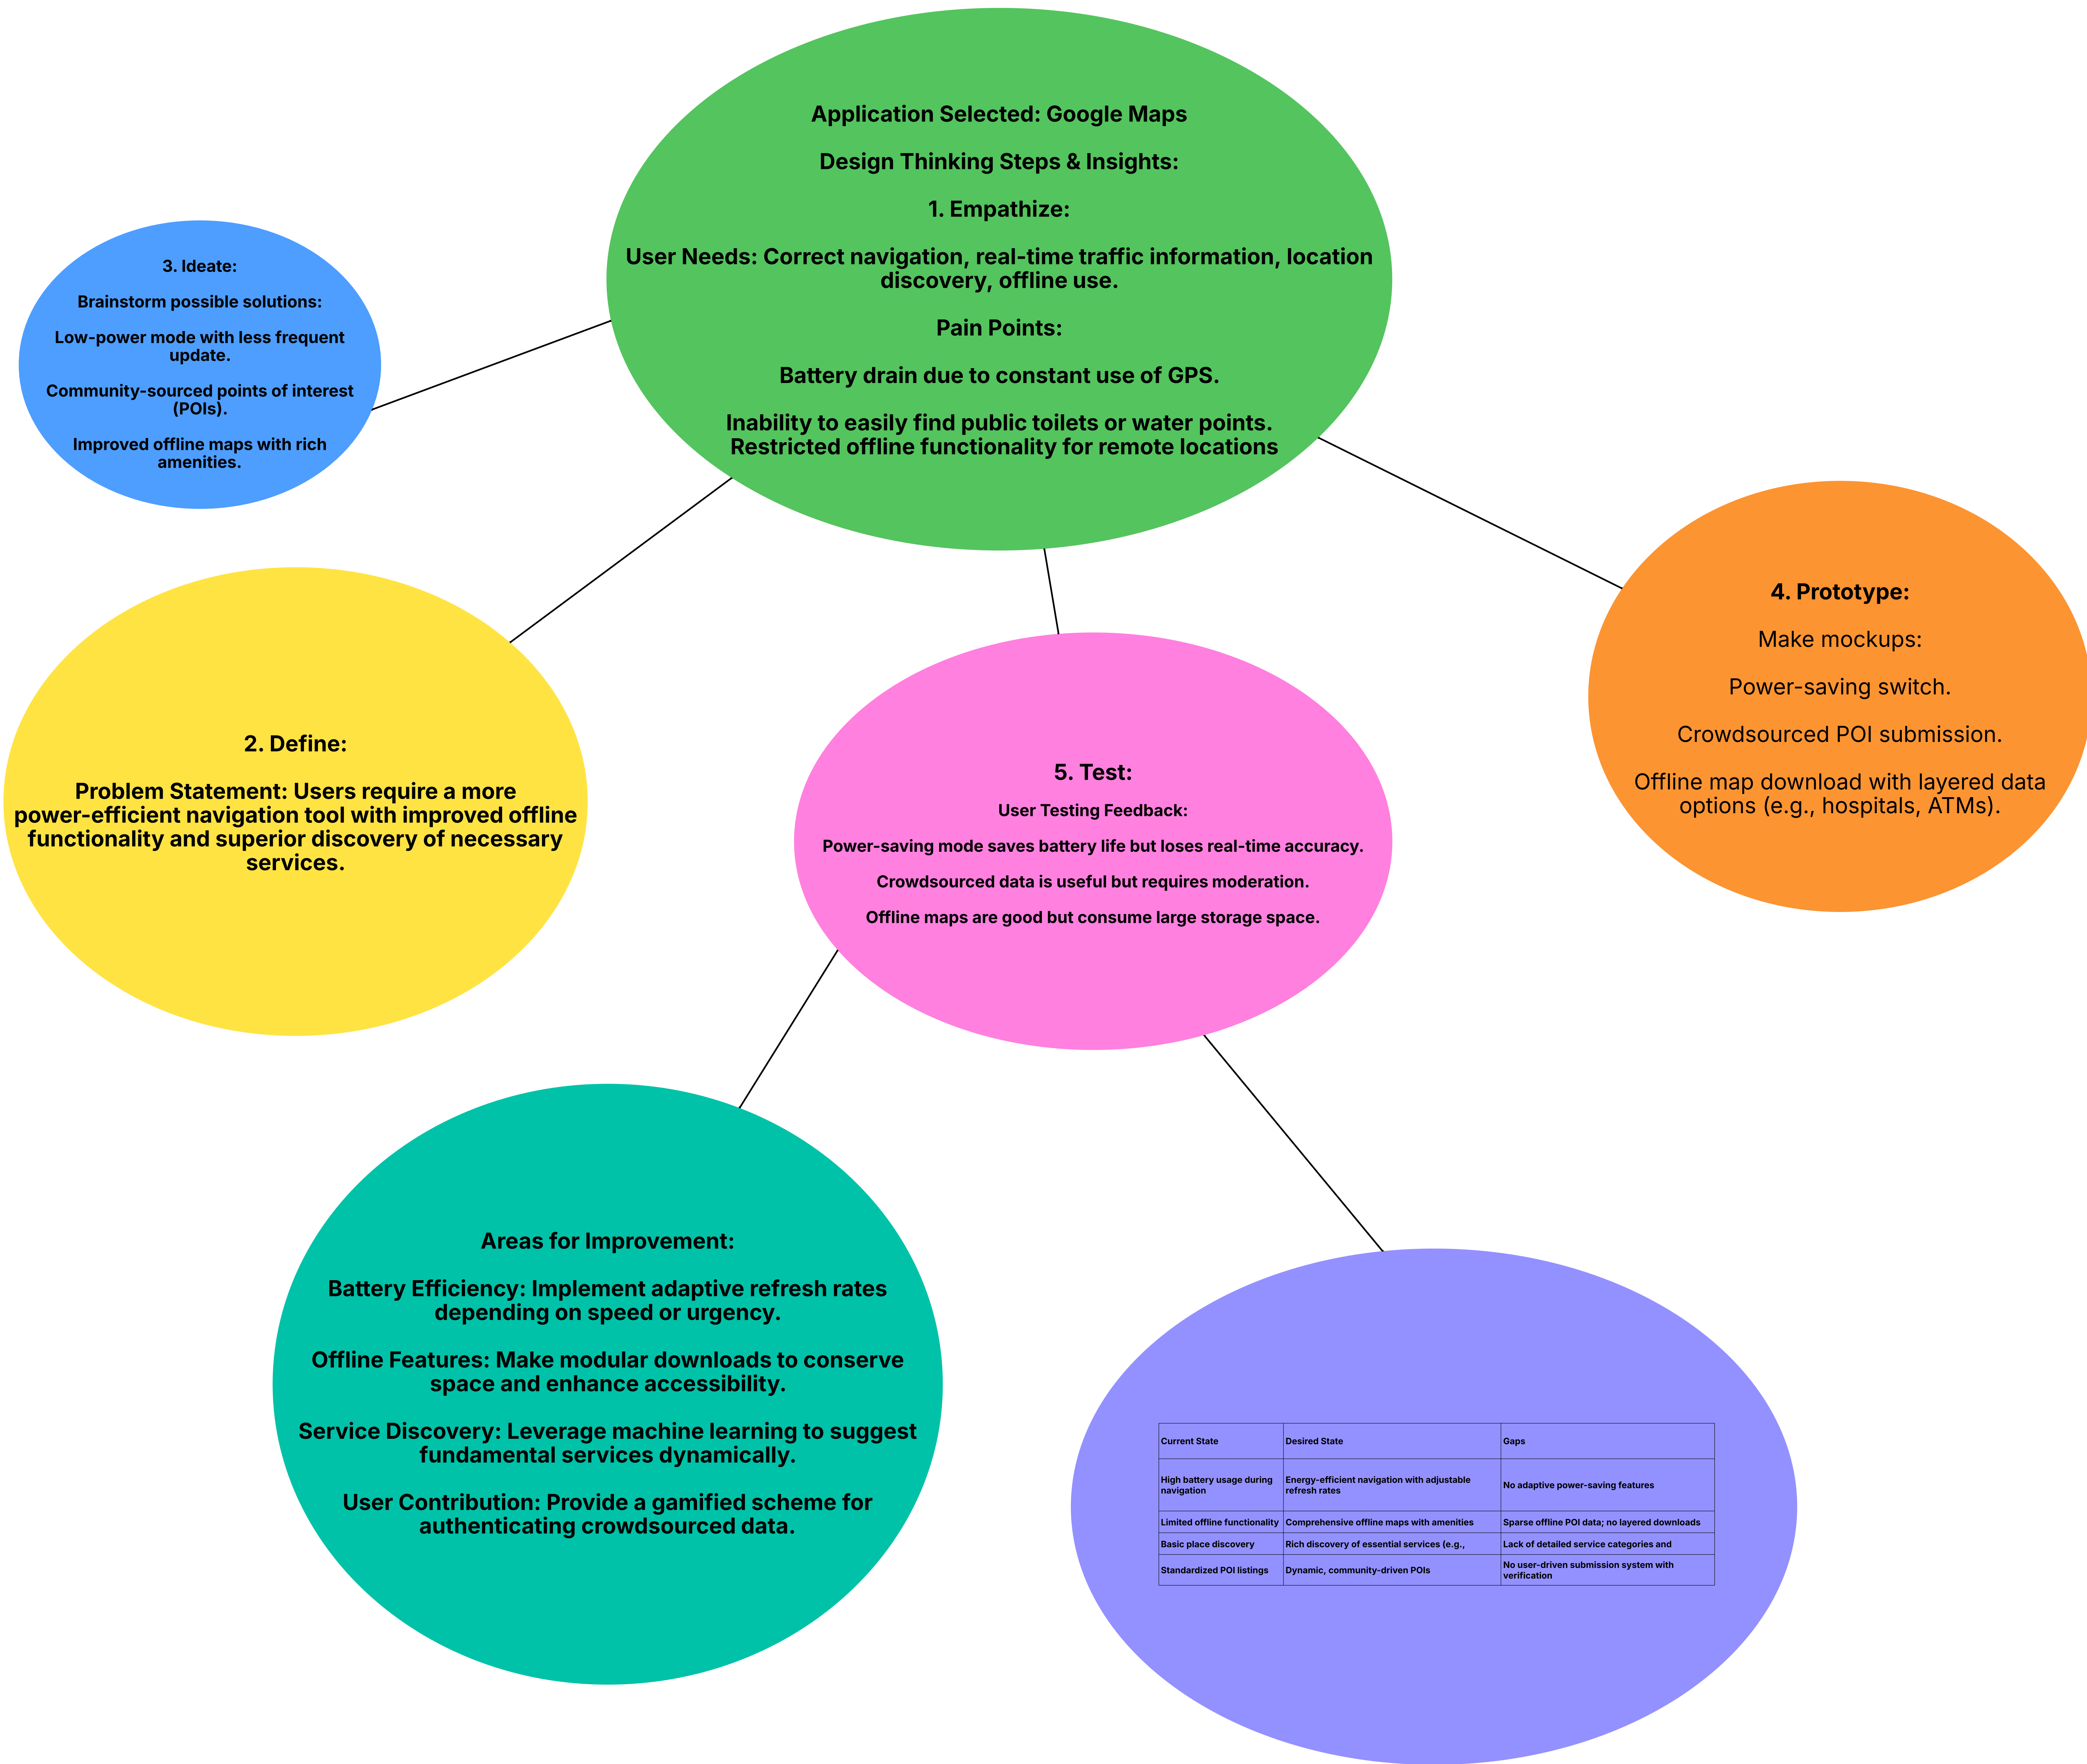 Application Selected: Google Maps
Design Thinking Steps & Insights:
1. Empathize:
User Needs: Correct navigation, real-time traffic information, location
discovery, offline use.
Pain Points:
Battery drain due to constant use of GPS.
Inability to easily find public toilets or water points.
Restricted offline functionality for remote locations
3. Ideate:
Brainstorm possible solutions:
Low-power mode with less frequent
update.
Community-sourced points of interest
(POIs).
Improved offline maps with rich
amenities.
2. Define:
Problem Statement: Users require a more
power-efficient navigation tool with improved offline
functionality and superior discovery of necessary
services.
5. Test:
User Testing Feedback:
Power-saving mode saves battery life but loses real-time accuracy.
Crowdsourced data is useful but requires moderation.
Offline maps are good but consume large storage space.
4. Prototype:
Make mockups:
Power-saving switch.
Crowdsourced POI submission.
Offline map download with layered data
options (e.g., hospitals, ATMs).
Areas for Improvement:
Battery Efficiency: Implement adaptive refresh rates
depending on speed or urgency.
Offline Features: Make modular downloads to conserve
space and enhance accessibility.
Service Discovery: Leverage machine learning to suggest
fundamental services dynamically.
User Contribution: Provide a gamified scheme for
authenticating crowdsourced data.
Current State Desired State Gaps
High battery usage during
navigation
Energy-efficient navigation with adjustable
refresh rates
No adaptive power-saving features
Limited offline functionality Comprehensive offline maps with amenities Sparse offline POI data; no layered downloads
Basic place discovery Rich discovery of essential services (e.g., Lack of detailed service categories and
Standardized POI listings Dynamic, community-driven POIs
No user-driven submission system with
verification